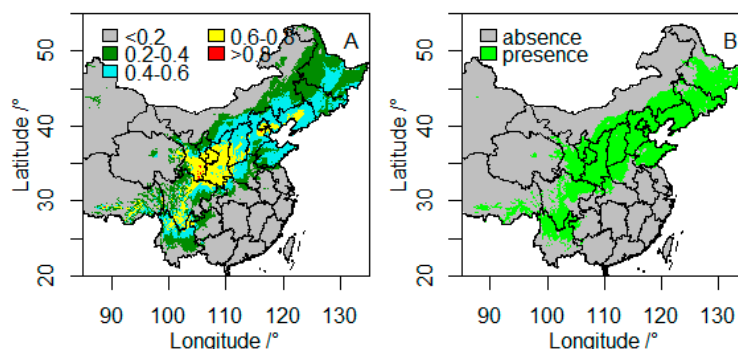 <0.2 0.6-0.8 A
0.2-0.4 >0.8
0.4-0.6
50
40
30
20
Latitude /°
90 100 110 120 130
Longitude /°
absence B
presence
50
40
30
20
Latitude /°
90 100 110 120 130
Longitude /°